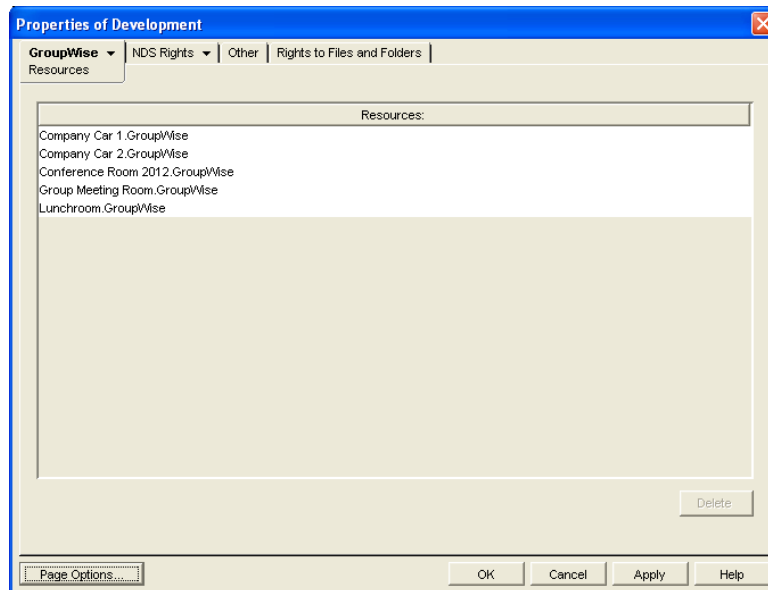 Properties of Development
GroupWise NDS Rights Other Rights to Files and Folders
Resources
Resources:
Company Car 1.GroupWise
Company Car 2.GroupWise
Conference Room 2012.GroupWise
Group Meeting Room.GroupWise
Lunchroom.GroupWise
Delete
Page Options... OK Cancel Apply Help